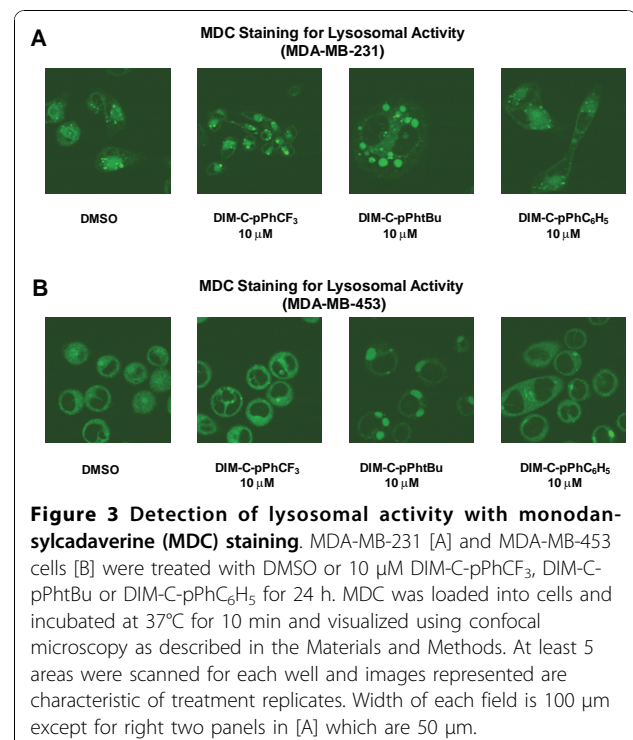 A
MDC Staining for Lysosomal Activity
(MDA-MB-231)
DMSO
DIM-C-pPhCF₃
10 μM
DIM-C-pPhtBu
10 μM
DIM-C-pPhC₆H₅
10 μM
B
MDC Staining for Lysosomal Activity
(MDA-MB-453)
DMSO
DIM-C-pPhCF₃
10 μM
DIM-C-pPhtBu
10 μM
DIM-C-pPhC₆H₅
10 μM
Figure 3 Detection of lysosomal activity with monodan-
sylcadaverine (MDC) staining. MDA-MB-231 [A] and MDA-MB-453
cells [B] were treated with DMSO or 10 μM DIM-C-pPhCF₃, DIM-C-
pPhtBu or DIM-C-pPhC₆H₅ for 24 h. MDC was loaded into cells and
incubated at 37°C for 10 min and visualized using confocal
microscopy as described in the Materials and Methods. At least 5
areas were scanned for each well and images represented are
characteristic of treatment replicates. Width of each field is 100 μm
except for right two panels in [A] which are 50 μm.